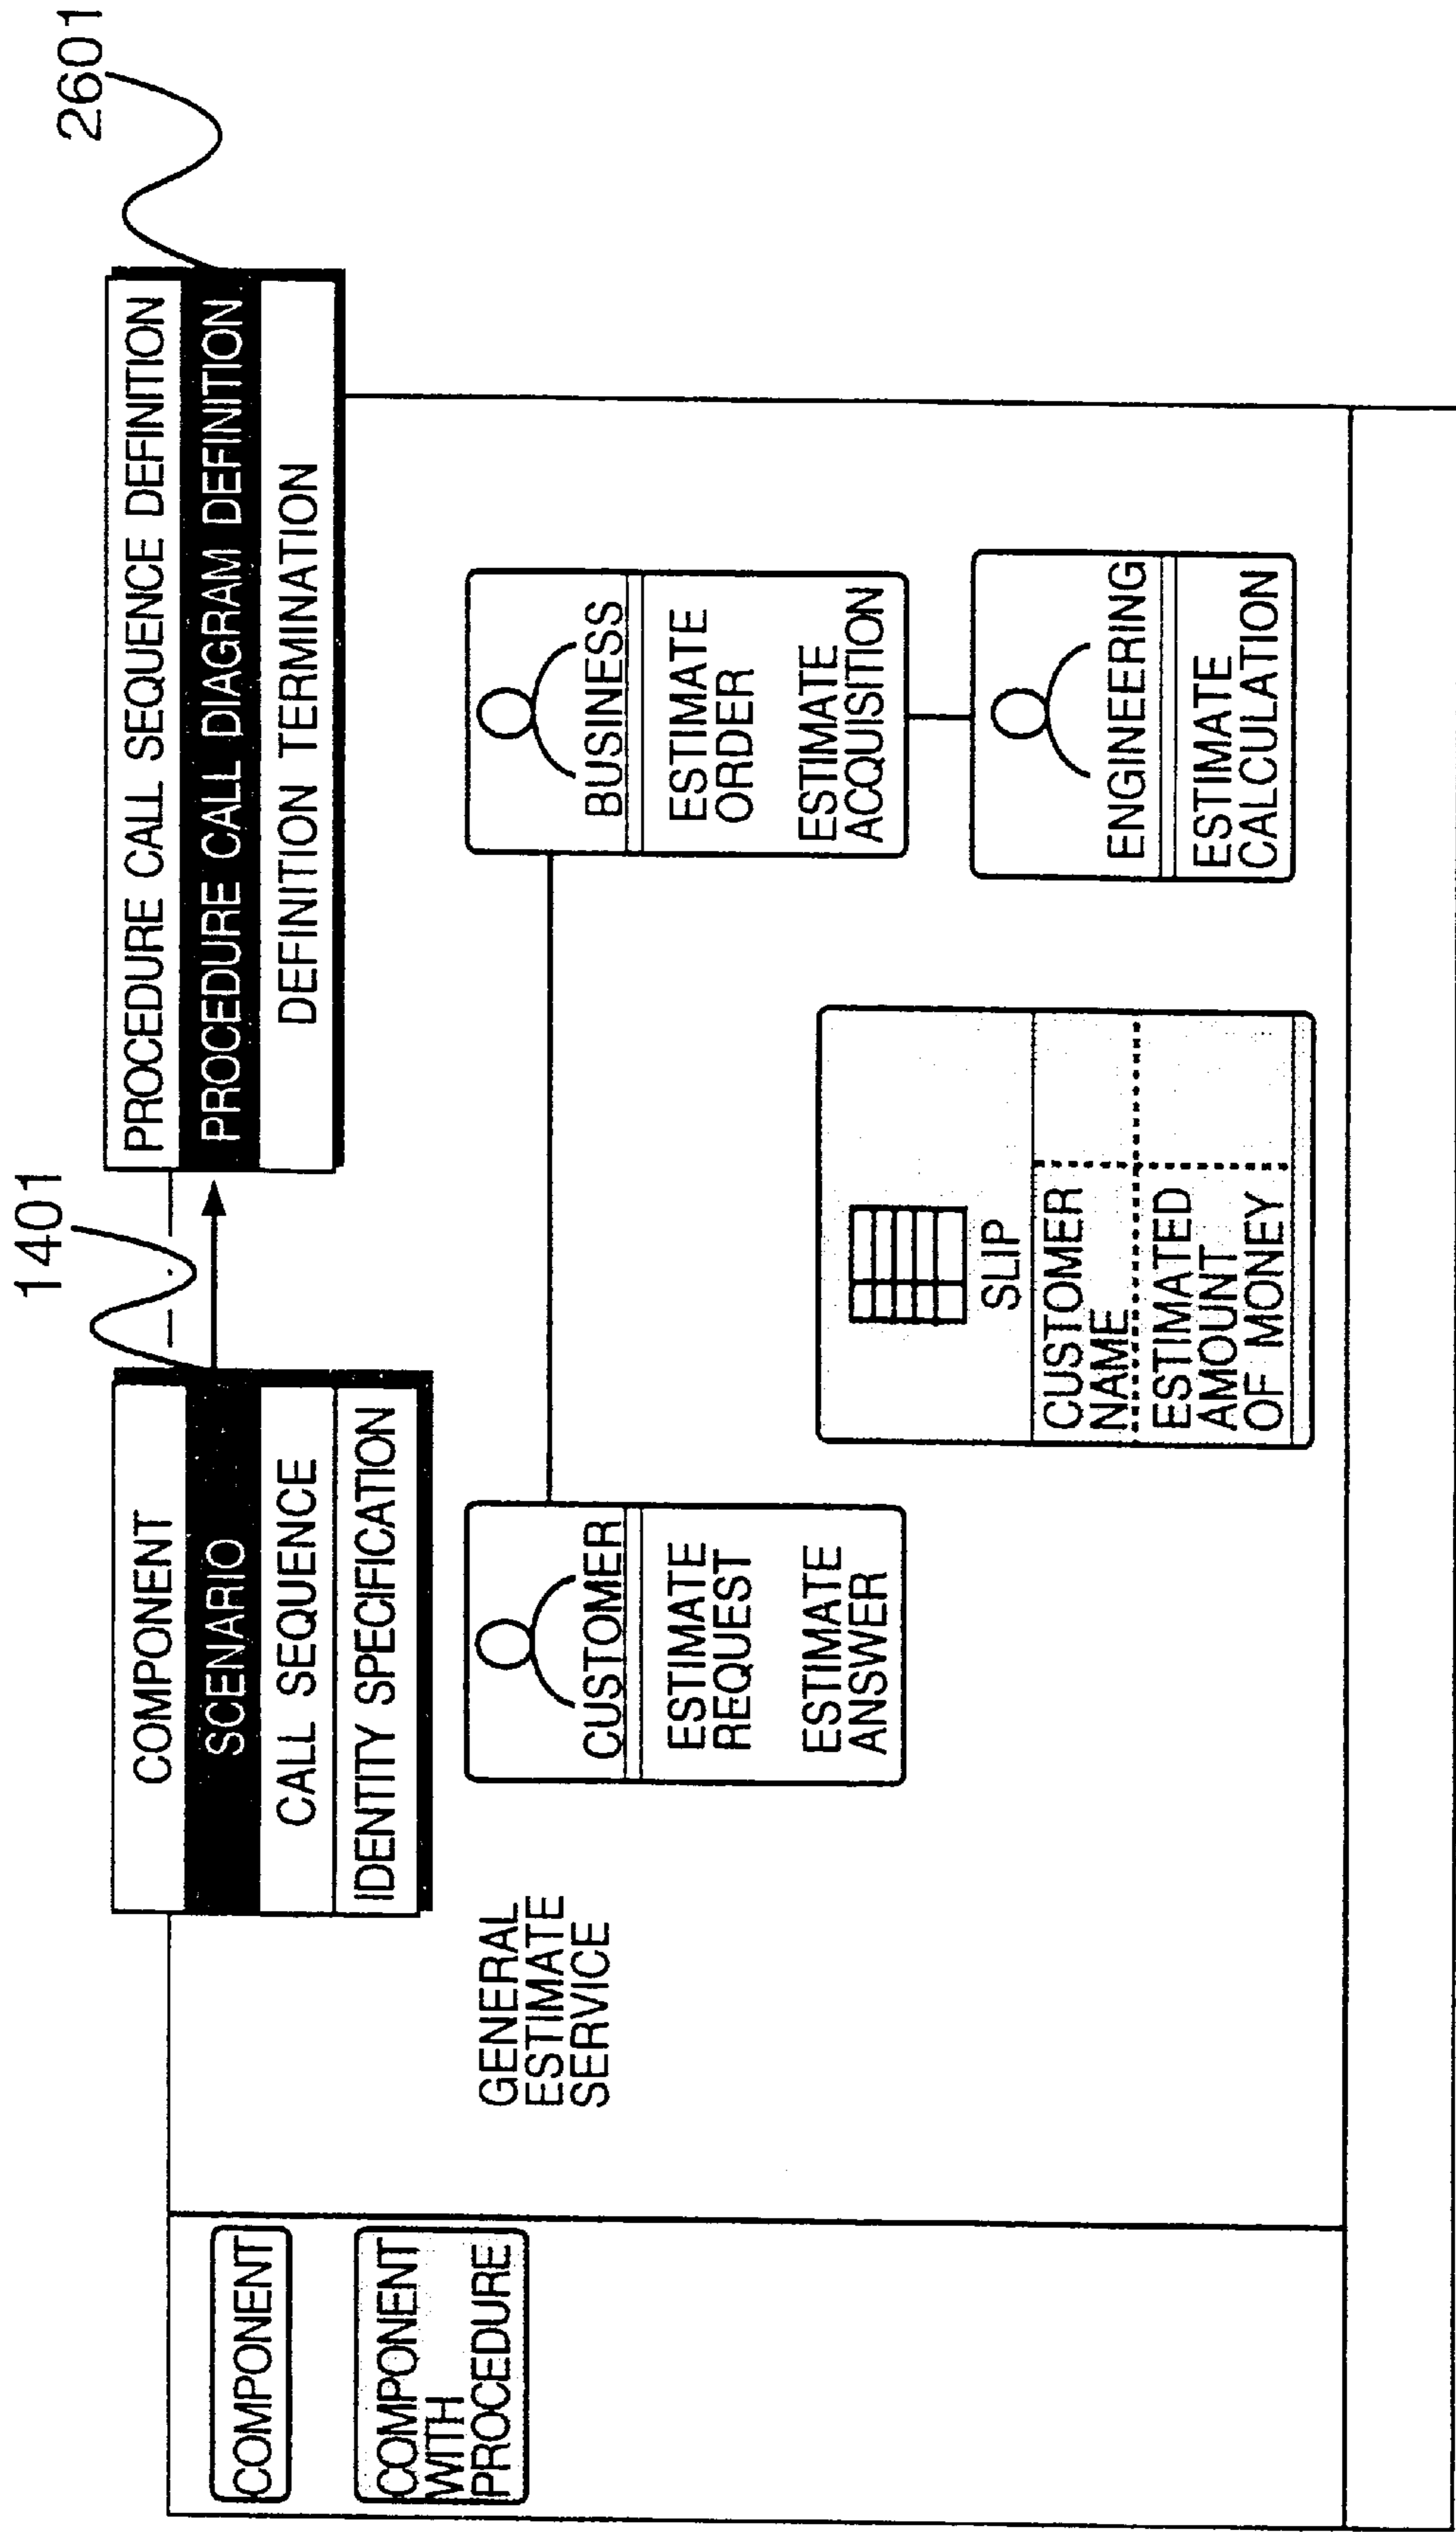 1401
2601
COMPONENT
SCENARIO
CALL SEQUENCE
IDENTITY SPECIFICATION
PROCEDURE CALL SEQUENCE DEFINITION
PROCEDURE CALL DIAGRAM DEFINITION
DEFINITION TERMINATION
COMPONENT
COMPONENT
WITH
PROCEDURE
GENERAL
ESTIMATE
SERVICE
CUSTOMER
ESTIMATE
REQUEST
ESTIMATE
ANSWER
BUSINESS
ESTIMATE
ORDER
ESTIMATE
ACQUISITION
SLIP
CUSTOMER
NAME
ESTIMATED
AMOUNT
OF MONEY
ENGINEERING
ESTIMATE
CALCULATION